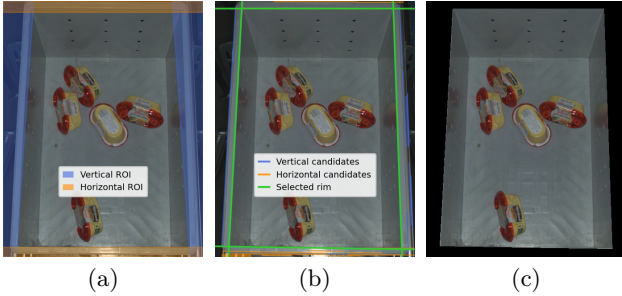 Vertical ROI
Horizontal ROI
Vertical candidates
Horizontal candidates
Selected rim
(a)
(b)
(c)